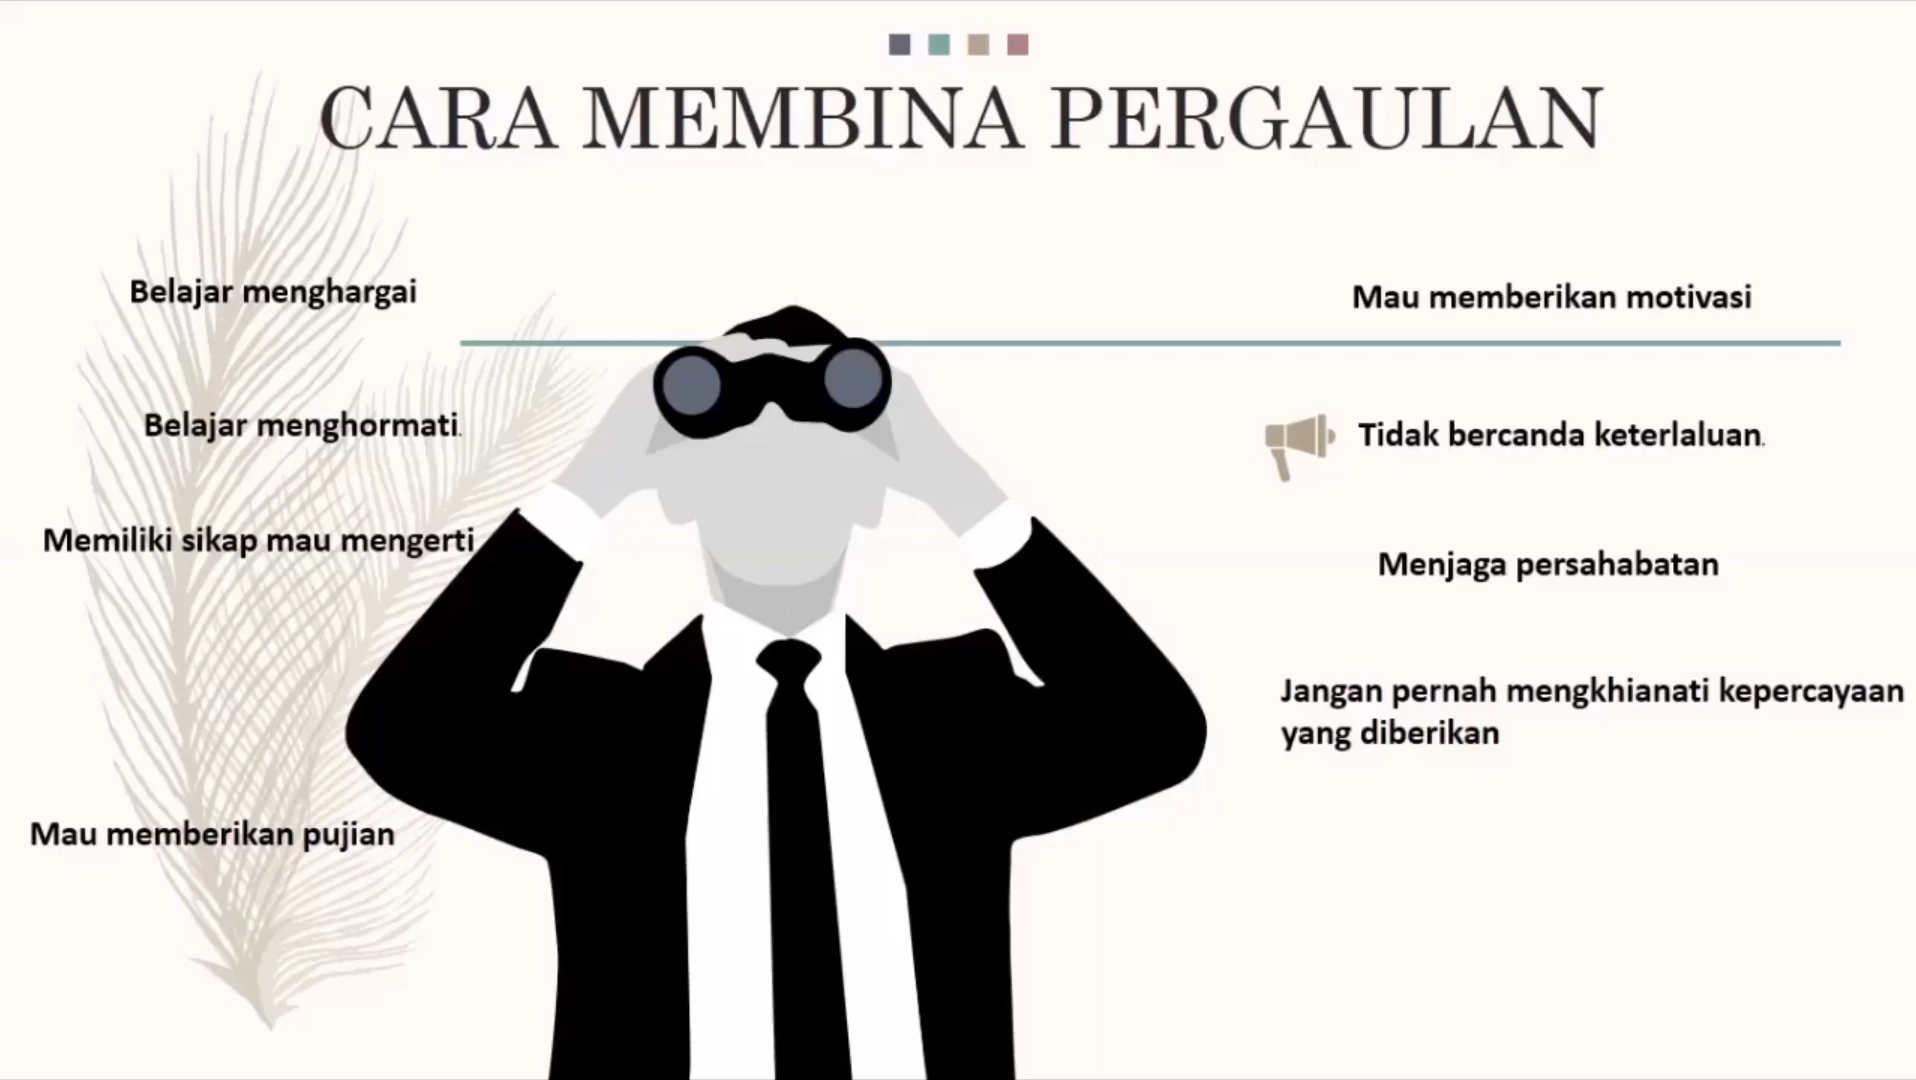 CARA MEMBINA PERGAULAN
Belajar menghargai
Belajar menghormati.
Memiliki sikap mau mengerti
Mau memberikan pujian
Mau memberikan motivasi
Tidak bercanda keterlaluan.
Menjaga persahabatan
Jangan pernah mengkhianati kepercayaan
yang diberikan